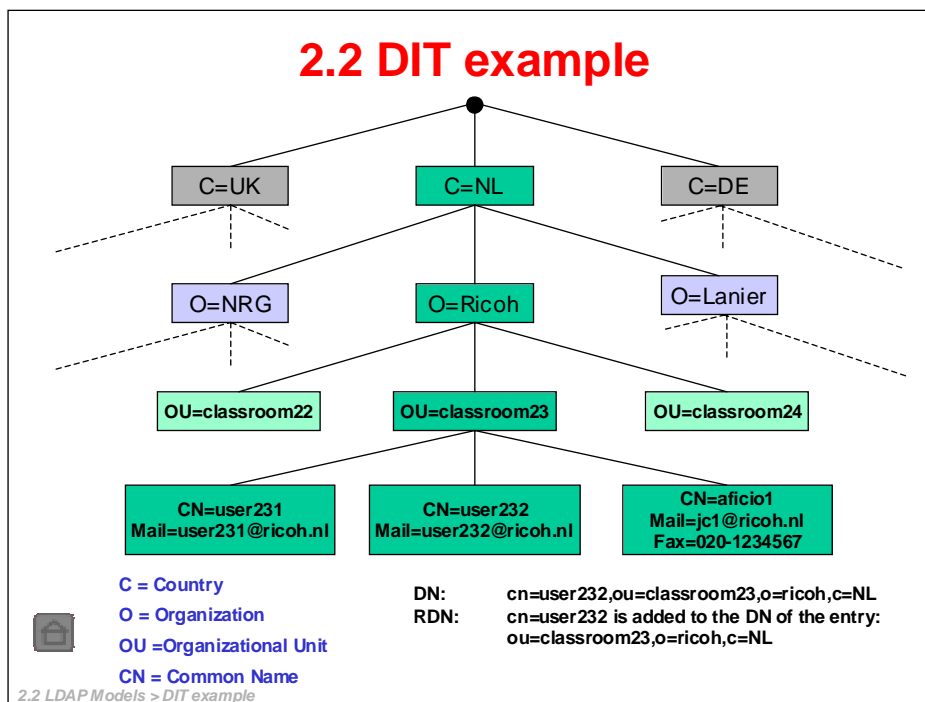 2.2 DIT example
C=UK
C=NL
C=DE
O=NRG
O=Ricoh
O=Lanier
OU=classroom22
OU=classroom23
OU=classroom24
CN=user231
Mail=user231@ricoh.nl
CN=user232
Mail=user232@ricoh.nl
CN=aficio1
Mail=jc1@ricoh.nl
Fax=020-1234567
C = Country
O = Organization
OU =Organizational Unit
CN = Common Name
DN: cn=user232,ou=classroom23,o=ricoh,c=NL
RDN: cn=user232 is added to the DN of the entry:
ou=classroom23,o=ricoh,c=NL
2.2 LDAP Models > DIT example